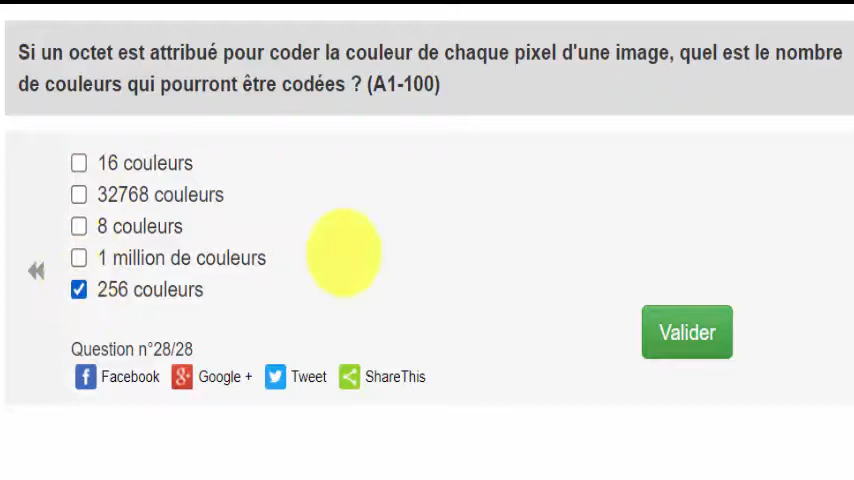 Si un octet est attribué pour coder la couleur de chaque pixel d'une image, quel est le nombre
de couleurs qui pourront être codées ? (A1-100)
16 couleurs
32768 couleurs
8 couleurs
1 million de couleurs
256 couleurs
Valider
Question n°28/28
Facebook Google + Tweet ShareThis